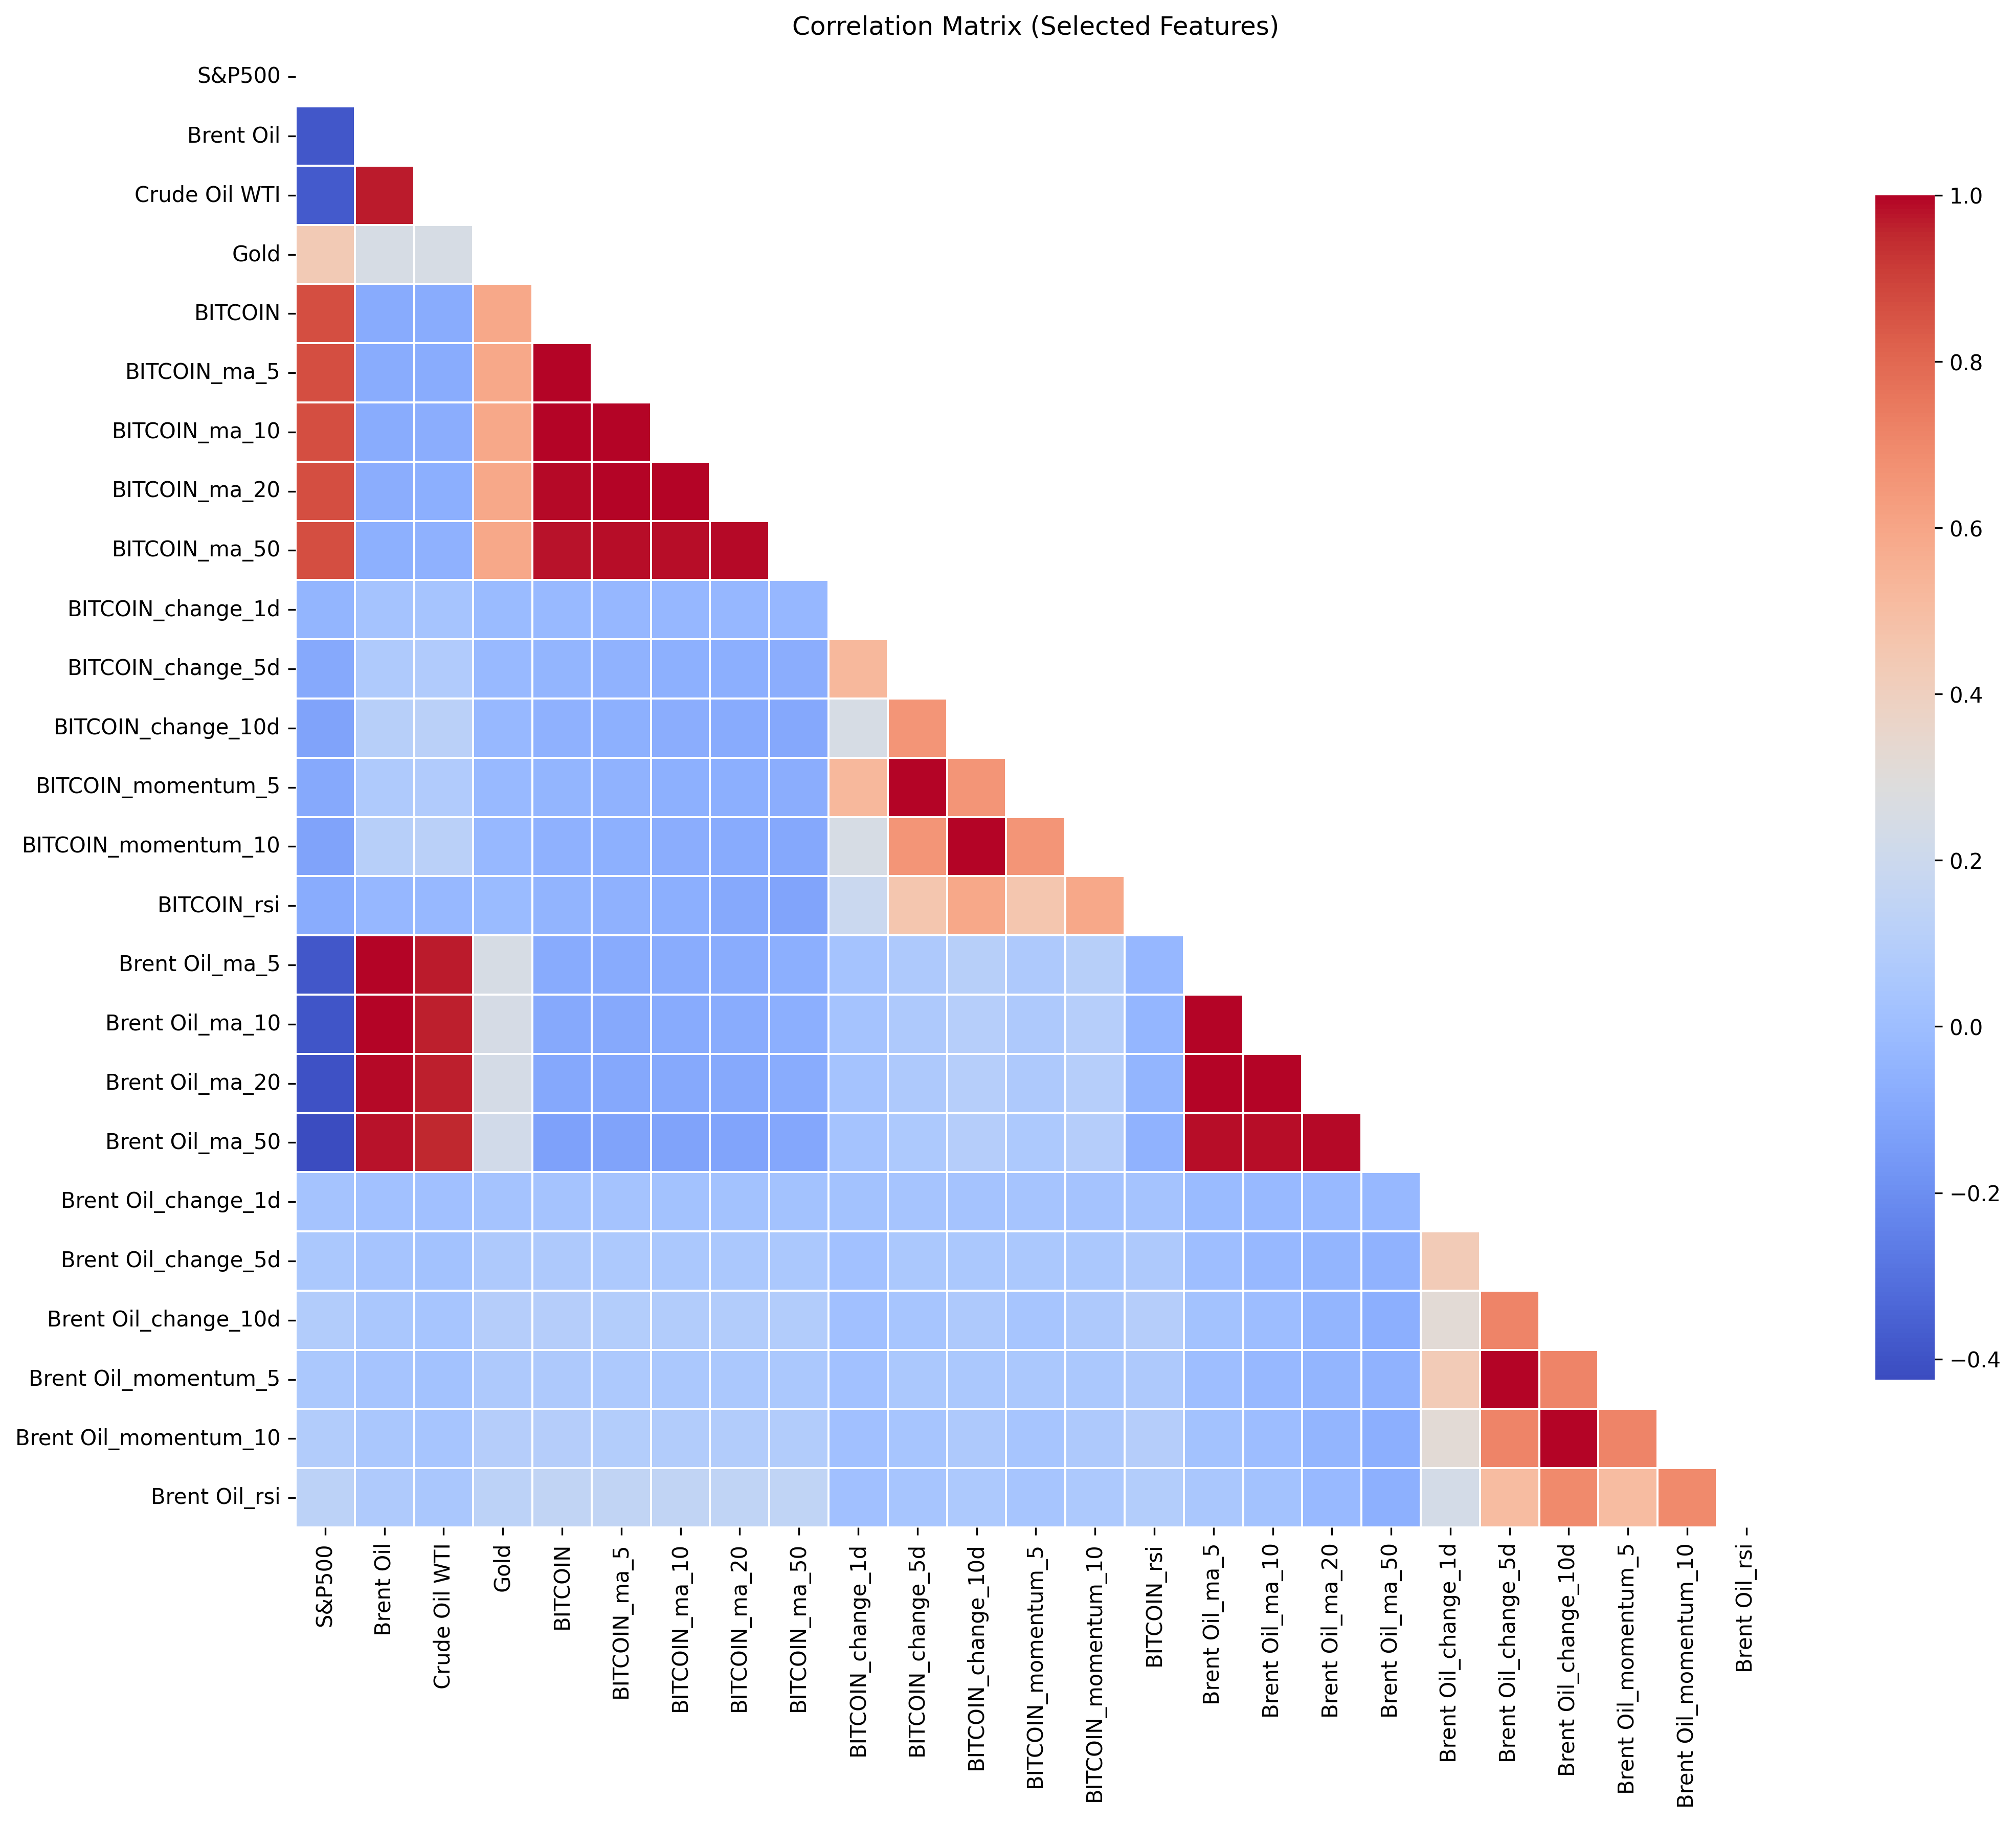 Correlation Matrix (Selected Features)
S&P500
Brent Oil
Crude Oil WTI
Gold
BITCOIN
BITCOIN_ma_5
BITCOIN_ma_10
BITCOIN_ma_20
BITCOIN_ma_50
BITCOIN_change_1d
BITCOIN_change_5d
BITCOIN_change_10d
BITCOIN_momentum_5
BITCOIN_momentum_10
BITCOIN_rsi
Brent Oil_ma_5
Brent Oil_ma_10
Brent Oil_ma_20
Brent Oil_ma_50
Brent Oil_change_1d
Brent Oil_change_5d
Brent Oil_change_10d
Brent Oil_momentum_5
Brent Oil_momentum_10
Brent Oil_rsi
S&P500
Brent Oil
Crude Oil WTI
Gold
BITCOIN
BITCOIN_ma_5
BITCOIN_ma_10
BITCOIN_ma_20
BITCOIN_ma_50
BITCOIN_change_1d
BITCOIN_change_5d
BITCOIN_change_10d
BITCOIN_momentum_5
BITCOIN_momentum_10
BITCOIN_rsi
Brent Oil_ma_5
Brent Oil_ma_10
Brent Oil_ma_20
Brent Oil_ma_50
Brent Oil_change_1d
Brent Oil_change_5d
Brent Oil_change_10d
Brent Oil_momentum_5
Brent Oil_momentum_10
Brent Oil_rsi
1.0
0.8
0.6
0.4
0.2
0.0
−0.2
−0.4